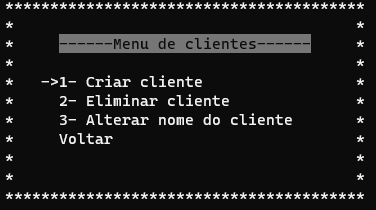 ****************************************
*                                      *
*     ------Menu de clientes------     *
*                                      *
*   ->1- Criar cliente                 *
*     2- Eliminar cliente              *
*     3- Alterar nome do cliente       *
*     Voltar                           *
*                                      *
*                                      *
****************************************